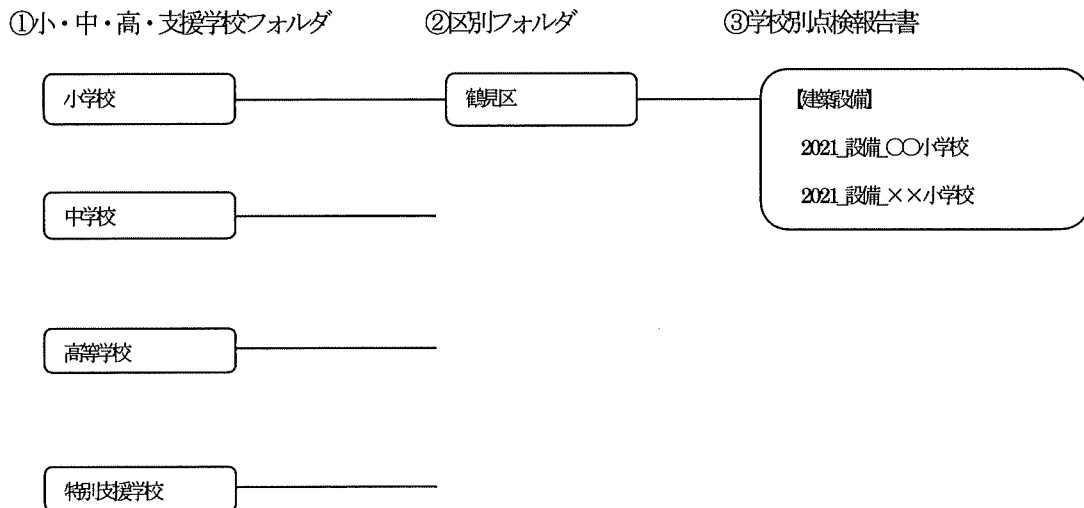 ①小・中・高・支援学校フォルダ ②区別フォルダ ③学校別点検報告書
小学校 鶴見区 【建築設備】
2021_設備_〇〇小学校
2021_設備_××小学校
中学校
高等学校
特別支援学校